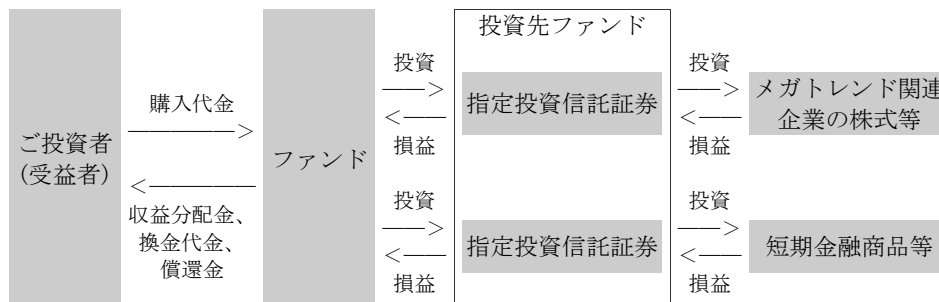 投資先ファンド
ご投資者
(受益者)
購入代金
————>
<————
収益分配金、
換金代金、
償還金
ファンド
投資
——>
<——
損益
指定投資信託証券
投資
——>
<——
損益
メガトレンド関連
企業の株式等
投資
——>
<——
損益
指定投資信託証券
投資
——>
<——
損益
短期金融商品等